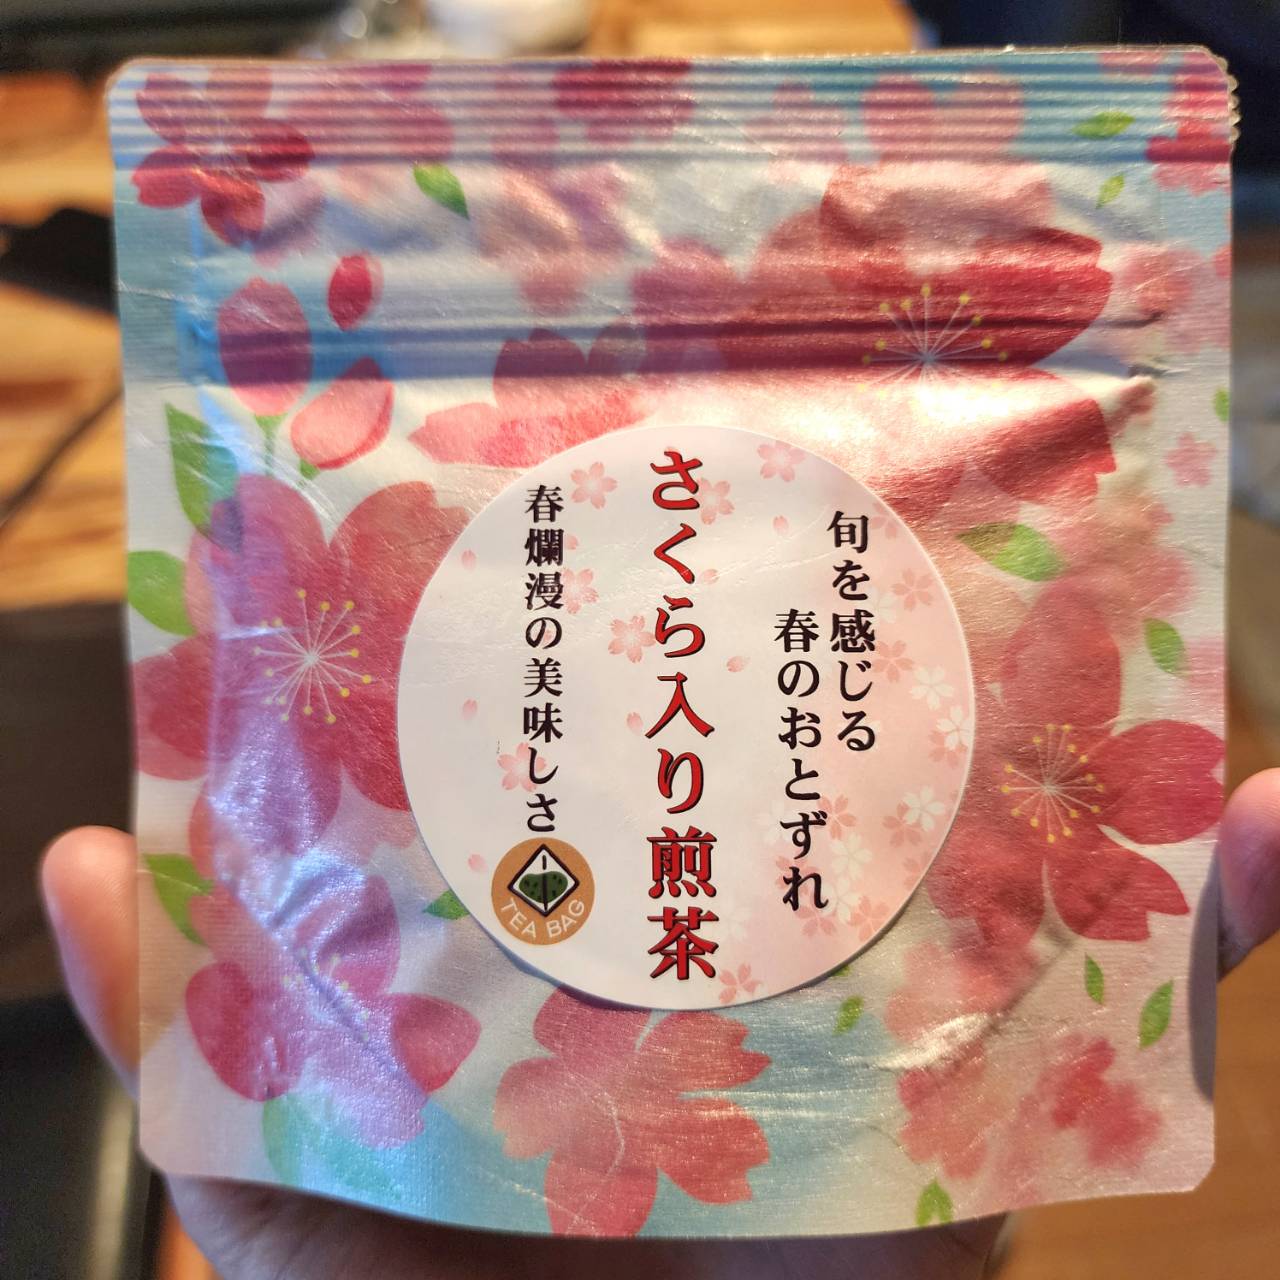 旬を感じる
春のおとずれ
さくら入り煎茶
春爛漫の美味しさ
TEA BAG